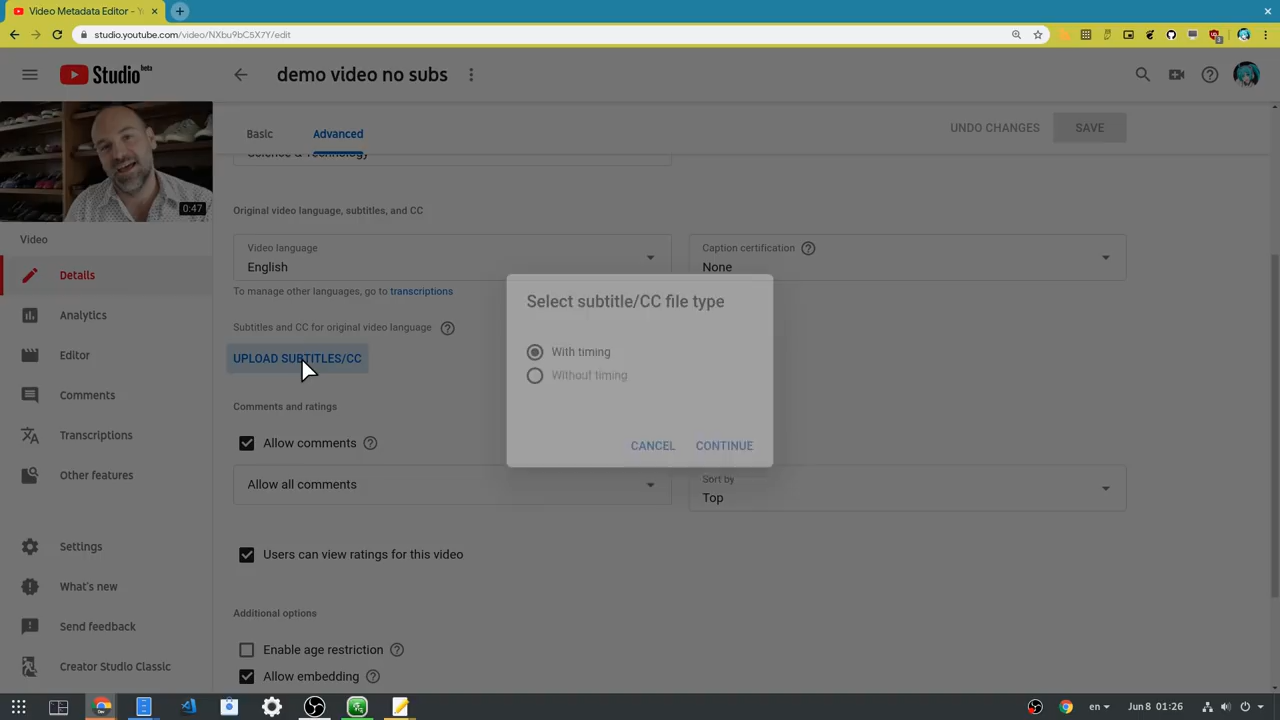 Video Metadata Editor - Y
studio.youtube.com/video/NXbu9bC5X7Y/edit
Studio beta
demo video no subs
Basic
Advanced
UNDO CHANGES
SAVE
Science & Technology
0:47
Original video language, subtitles, and CC
Video
Video language
English
Caption certification
None
Details
To manage other languages, go to transcriptions
Select subtitle/CC file type
Analytics
Subtitles and CC for original video language
With timing
Editor
UPLOAD SUBTITLES/CC
Without timing
Comments
Comments and ratings
Transcriptions
Allow comments
CANCEL
CONTINUE
Other features
Allow all comments
Sort by
Top
Settings
Users can view ratings for this video
What's new
Additional options
Send feedback
Enable age restriction
Creator Studio Classic
Allow embedding
en
Jun 8 01:26